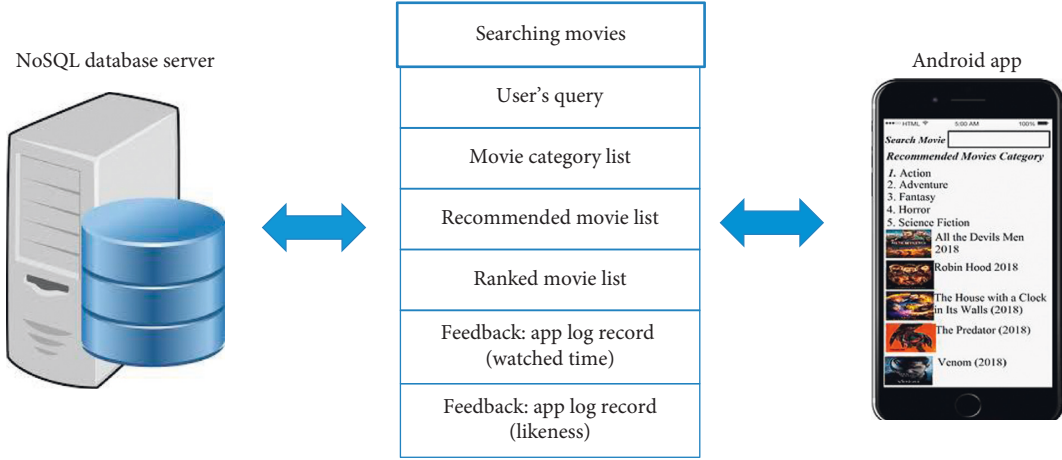 NoSQL database server
Searching movies
User's query
Movie category list
Recommended movie list
Ranked movie list
Feedback: app log record
(watched time)
Feedback: app log record
(likeness)
Android app
HTML 5:00 AM 100%
Search Movie
Recommended Movies Category
1. Action
2. Adventure
3. Fantasy
4. Horror
5. Science Fiction
All the Devils Men
2018
Robin Hood 2018
The House with a Clock
in Its Walls (2018)
The Predator (2018)
Venom (2018)